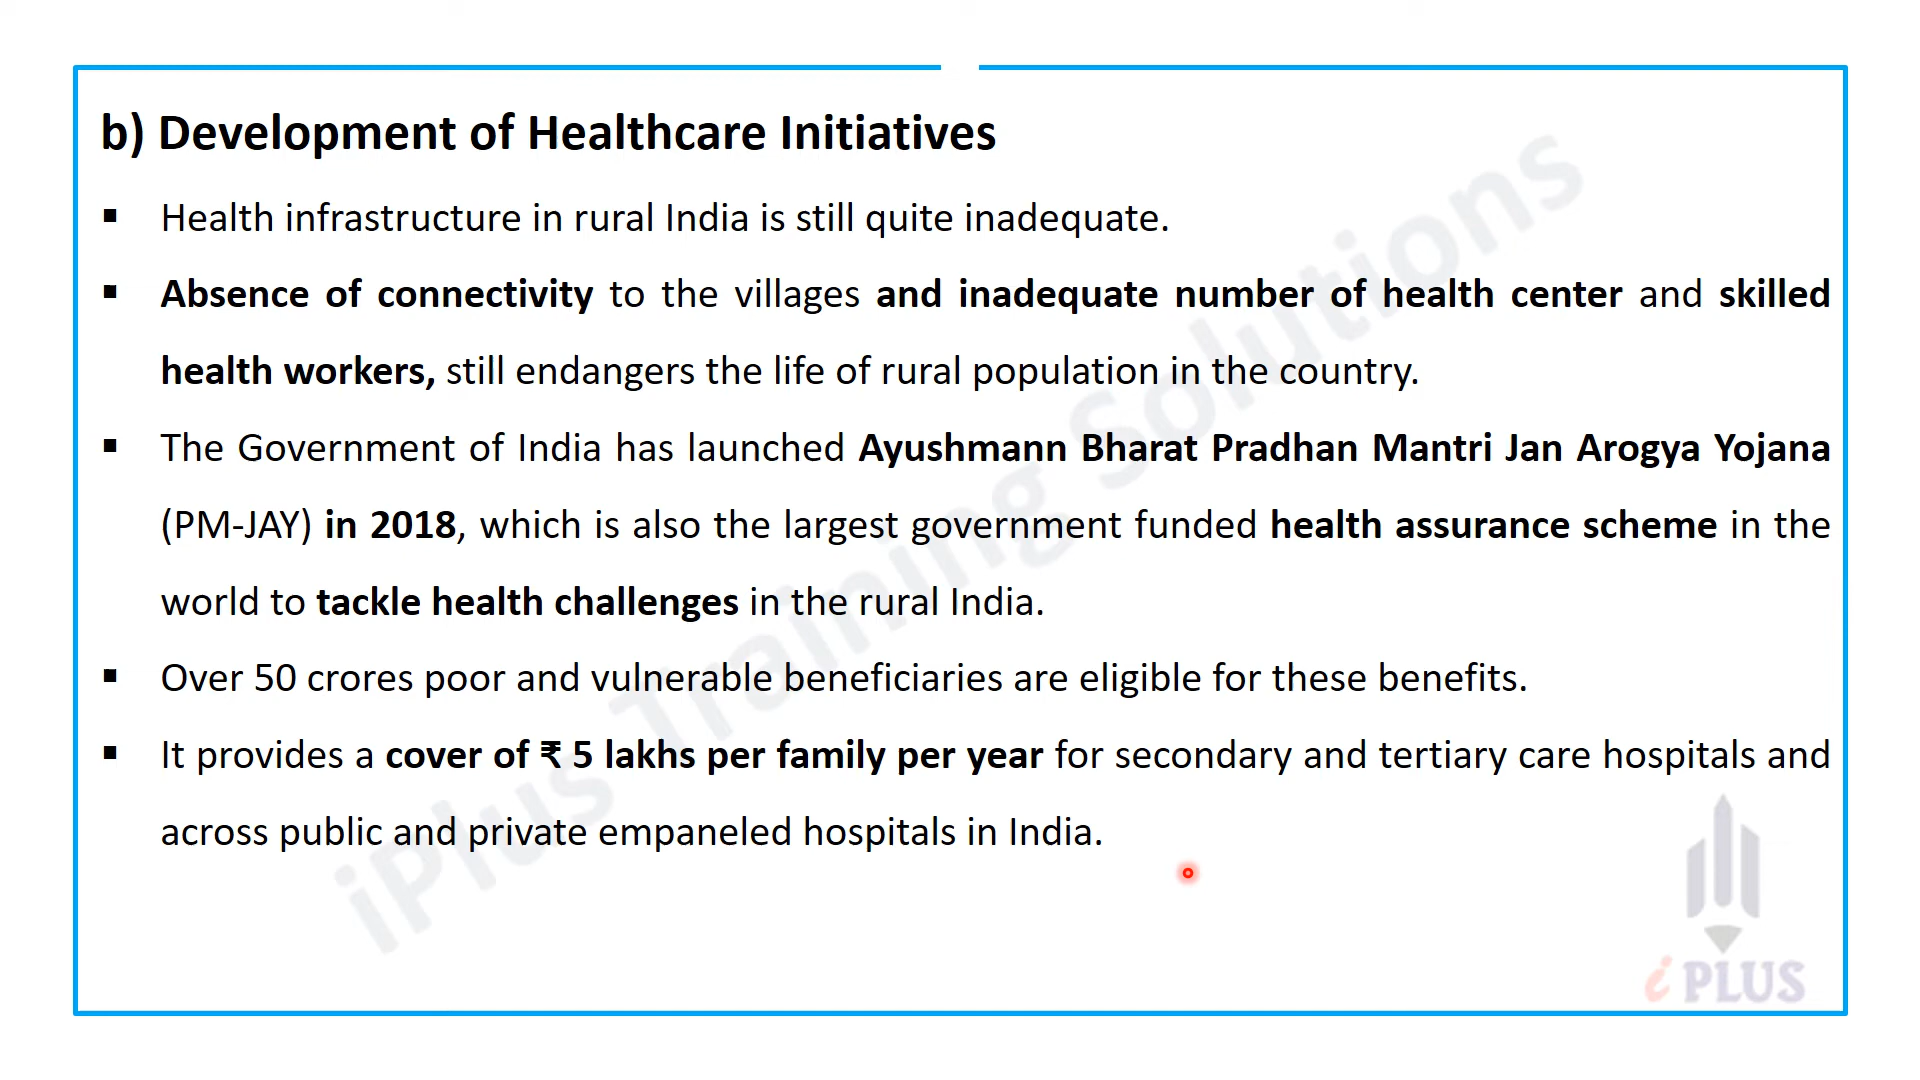 b) Development of Healthcare Initiatives
▪ Health infrastructure in rural India is still quite inadequate.
▪ Absence of connectivity to the villages and inadequate number of health center and skilled
health workers, still endangers the life of rural population in the country.
▪ The Government of India has launched Ayushmann Bharat Pradhan Mantri Jan Arogya Yojana
(PM-JAY) in 2018, which is also the largest government funded health assurance scheme in the
world to tackle health challenges in the rural India.
▪ Over 50 crores poor and vulnerable beneficiaries are eligible for these benefits.
▪ It provides a cover of ₹ 5 lakhs per family per year for secondary and tertiary care hospitals and
across public and private empaneled hospitals in India.
iPlus Training Solutions
i PLUS